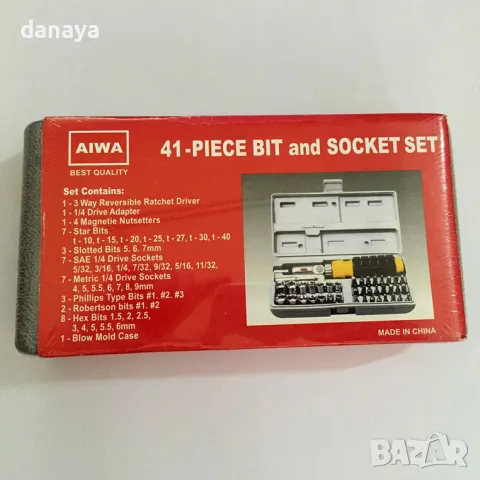 danaya
AIWA
BEST QUALITY
41-PIECE BIT and SOCKET SET
Set Contains:
1 - 3 Way Reversible Ratchet Driver
1 - 1/4 Drive Adapter
1 - 4 Magnetie Nutsetters
7 - Star Bits
t - 10, t - 15, t - 20, t - 25, t - 27, t - 30, t - 40
3 - Slotted Bits 5. 6. 7mm
7 - SAE 1/4 Drive Sockets
5/32, 3/16, 1/4, 7/32, 9/32, 5/16, 11/32,
7 - Metric 1/4 Drive Sockets
4, 5, 5.5, 6, 7, 8, 9mm
3 - Phillips Type Bits #1. #2. #3
2 - Robertson bits #1. #2
8 - Hex Bits 1.5, 2, 2.5,
3, 4, 5, 5.5, 6mm
1 - Blow Mold Case
MADE IN CHINA
BAZAR